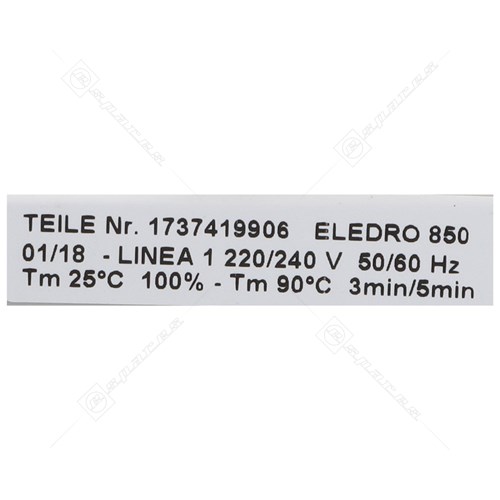 TEILE Nr. 1737419906 ELEDRO 850
01/18 - LINEA 1 220/240 V 50/60 Hz
Tm 25°C 100% - Tm 90°C 3min/5min